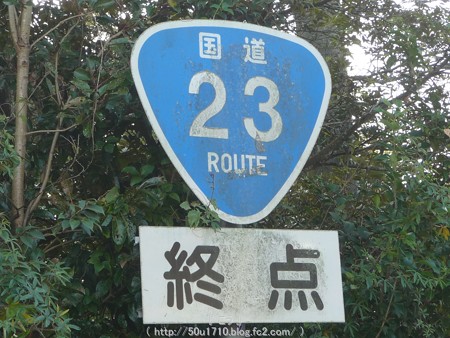 国道
23
ROUTE
終点
( http://50u1710.blog.fc2.com/ )